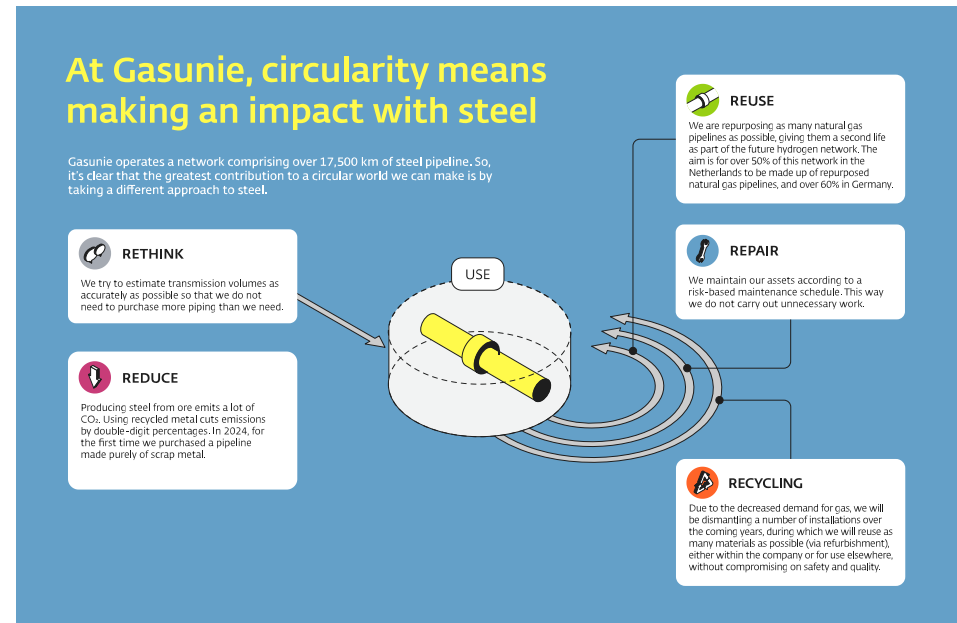 At Gasunie, circularity means
making an impact with steel
Gasunie operates a network comprising over 17,500 km of steel pipeline. So,
it's clear that the greatest contribution to a circular world we can make is by
taking a different approach to steel.
RETHINK
We try to estimate transmission volumes as
accurately as possible so that we do not
need to purchase more piping than we need.
REDUCE
Producing steel from ore emits a lot of
CO₂. Using recycled metal cuts emissions
by double-digit percentages. In 2024, for
the first time we purchased a pipeline
made purely of scrap metal.
USE
REUSE
We are repurposing as many natural gas
pipelines as possible, giving them a second life
as part of the future hydrogen network. The
aim is for over 50% of this network in the
Netherlands to be made up of repurposed
natural gas pipelines, and over 60% in Germany.
REPAIR
We maintain our assets according to a
risk-based maintenance schedule. This way
we do not carry out unnecessary work.
RECYCLING
Due to the decreased demand for gas, we will
be dismantling a number of installations over
the coming years, during which we will reuse as
many materials as possible (via refurbishment),
either within the company or for use elsewhere,
without compromising on safety and quality.